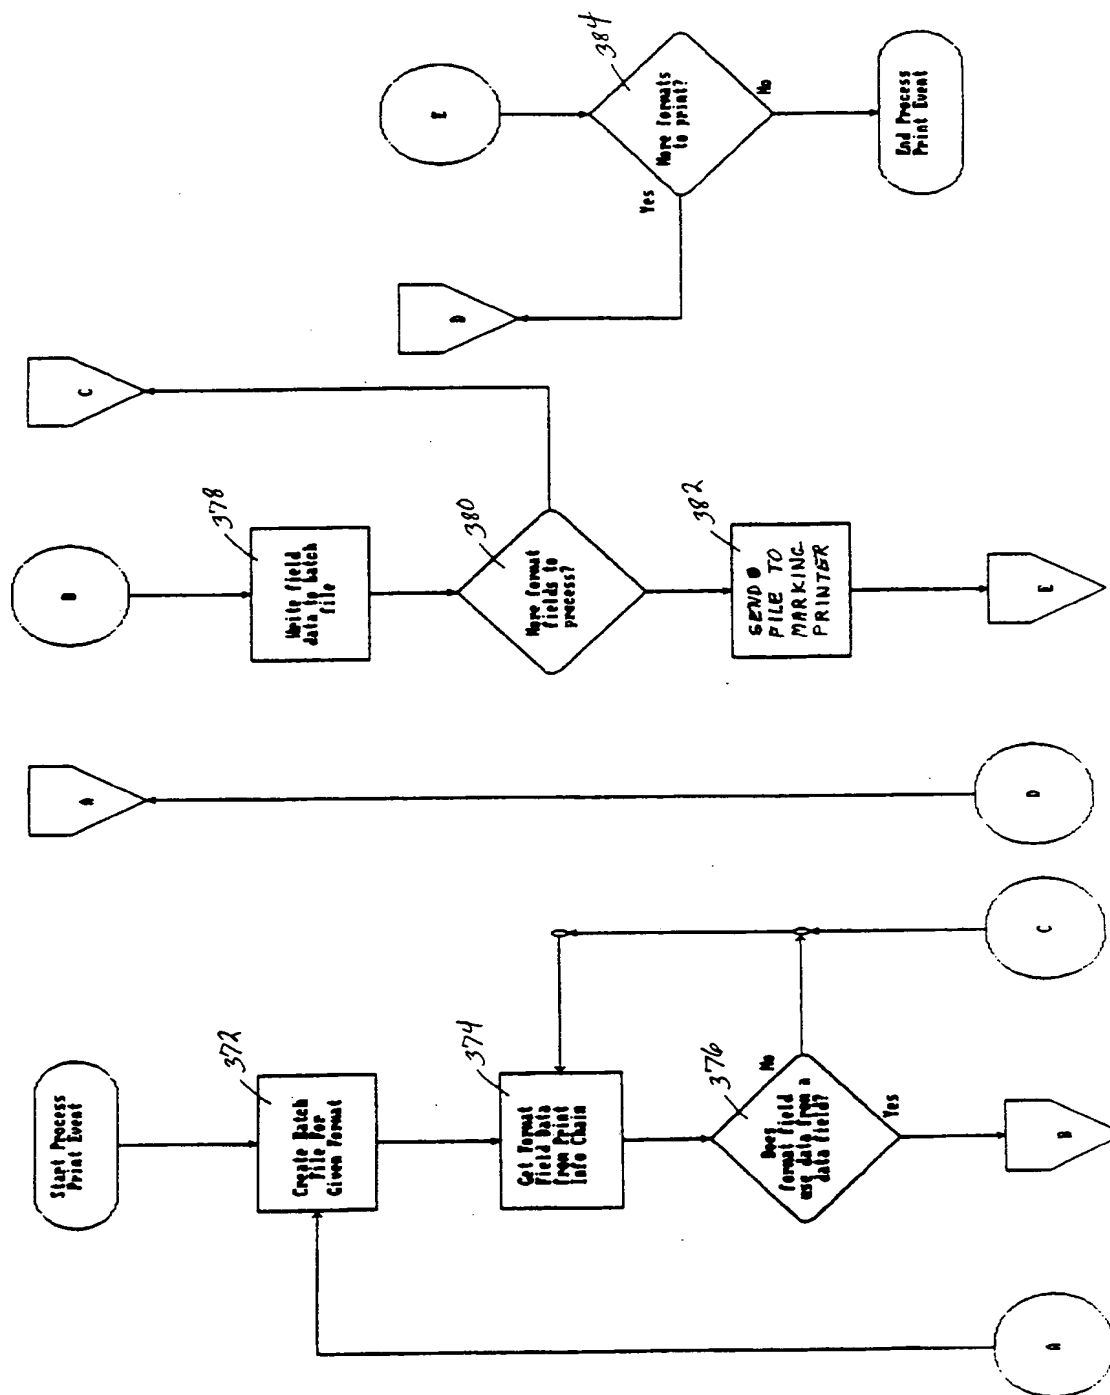 Start Process
Print Event
372
Create Batch
File For
Given Format
374
Get Format
Field Data
from Print
Info Chain
376
Does
format field
use data from a
data field?
No
Yes
B
A
C
D
A
B
378
Write field
data to batch
file
380
More format
fields to
process?
C
382
SEND
FILE TO
MARKING
PRINTER
E
E
384
More formats
to print?
Yes
No
D
End Process
Print Event